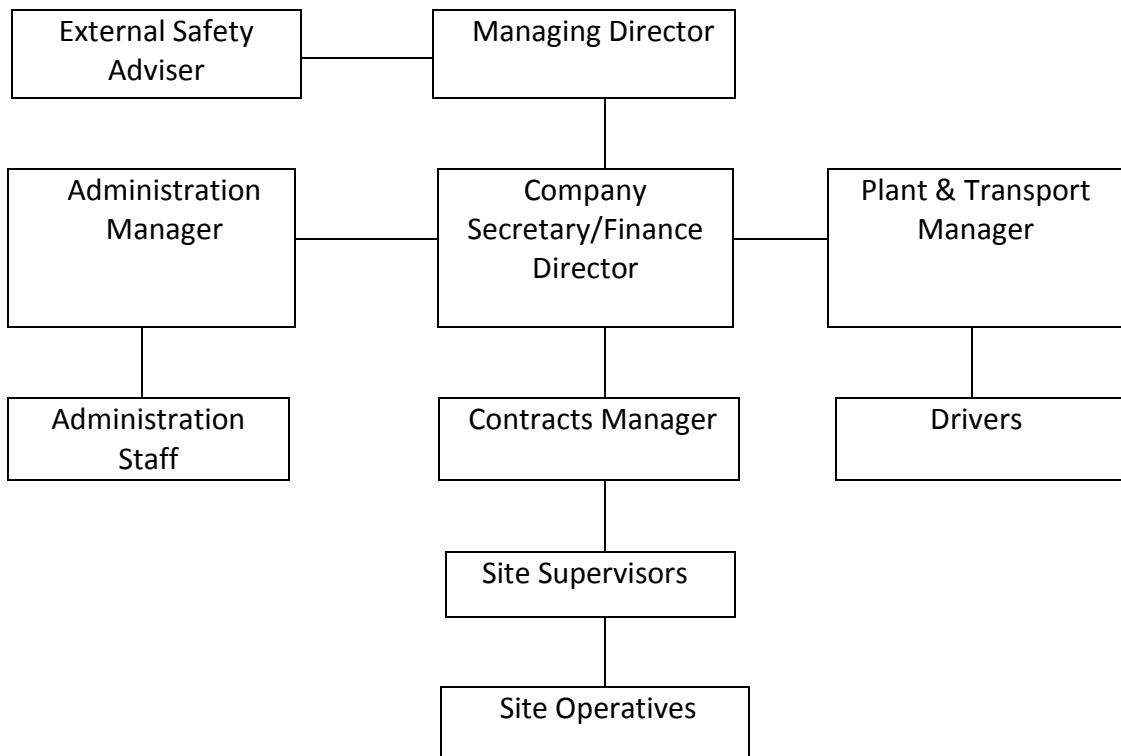 External Safety
Adviser
Managing Director
Administration
Manager
Company
Secretary/Finance
Director
Plant & Transport
Manager
Administration
Staff
Contracts Manager
Drivers
Site Supervisors
Site Operatives